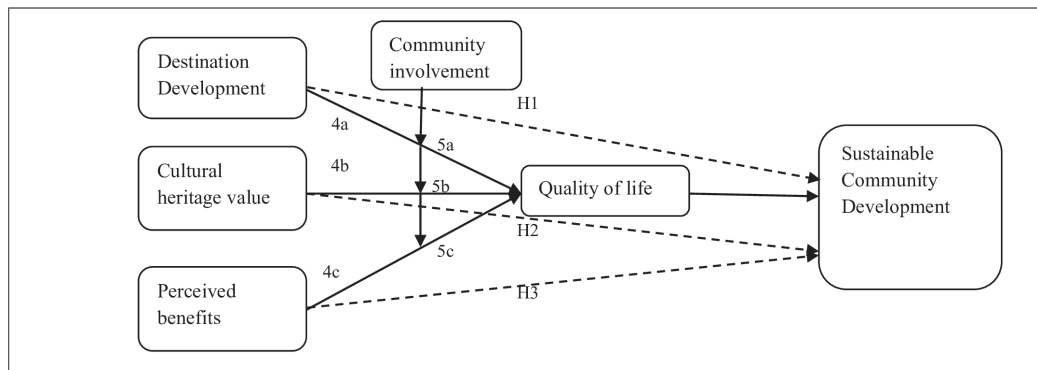 Destination
Development
Community
involvement
H1
4a
5a
Cultural
heritage value
4b
5b
Quality of life
Sustainable
Community
Development
H2
5c
4c
Perceived
benefits
H3